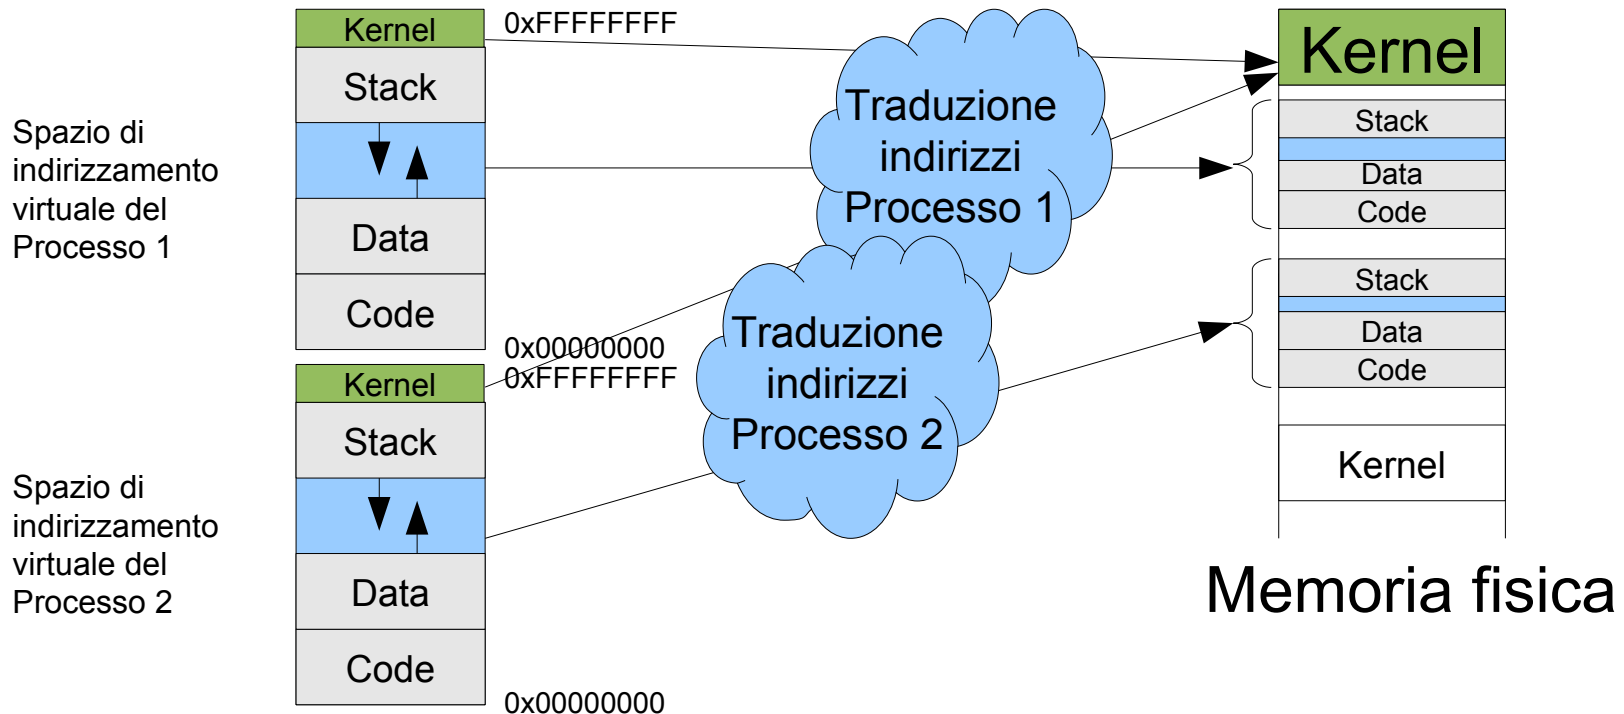 Spazio di
indirizzamento
virtuale del
Processo 1
Kernel
0xFFFFFFFF
Stack
Data
Code
0x00000000
Spazio di
indirizzamento
virtuale del
Processo 2
Kernel
0xFFFFFFFF
Stack
Data
Code
0x00000000
Traduzione
indirizzi
Processo 1
Traduzione
indirizzi
Processo 2
Kernel
Stack
Data
Code
Stack
Data
Code
Kernel
Memoria fisica